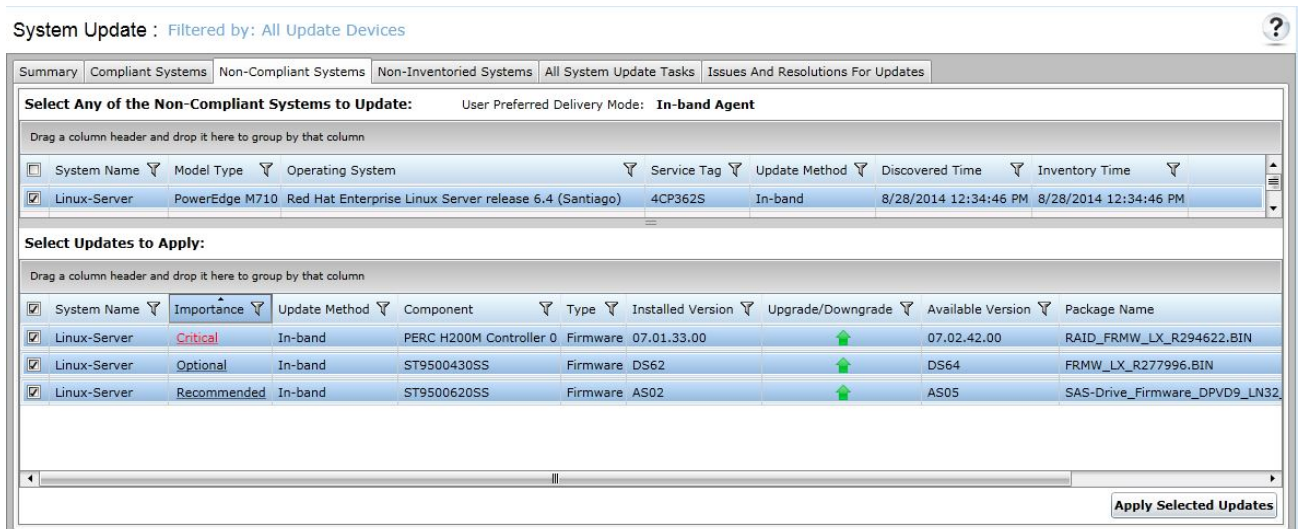 System Update : Filtered by: All Update Devices ?
Summary Compliant Systems Non-Compliant Systems Non-Inventoried Systems All System Update Tasks Issues And Resolutions For Updates
Select Any of the Non-Compliant Systems to Update: User Preferred Delivery Mode: In-band Agent
Drag a column header and drop it here to group by that column
System Name Model Type Operating System Service Tag Update Method Discovered Time Inventory Time
Linux-Server PowerEdge M710 Red Hat Enterprise Linux Server release 6.4 (Santiago) 4CP362S In-band 8/28/2014 12:34:46 PM 8/28/2014 12:34:46 PM
Select Updates to Apply:
Drag a column header and drop it here to group by that column
System Name Importance Update Method Component Type Installed Version Upgrade/Downgrade Available Version Package Name
Linux-Server Critical In-band PERC H200M Controller 0 Firmware 07.01.33.00 07.02.42.00 RAID_FRMW_LX_R294622.BIN
Linux-Server Optional In-band ST9500430SS Firmware DS62 DS64 FRMW_LX_R277996.BIN
Linux-Server Recommended In-band ST9500620SS Firmware AS02 AS05 SAS-Drive_Firmware_DPVD9_LN32_
Apply Selected Updates